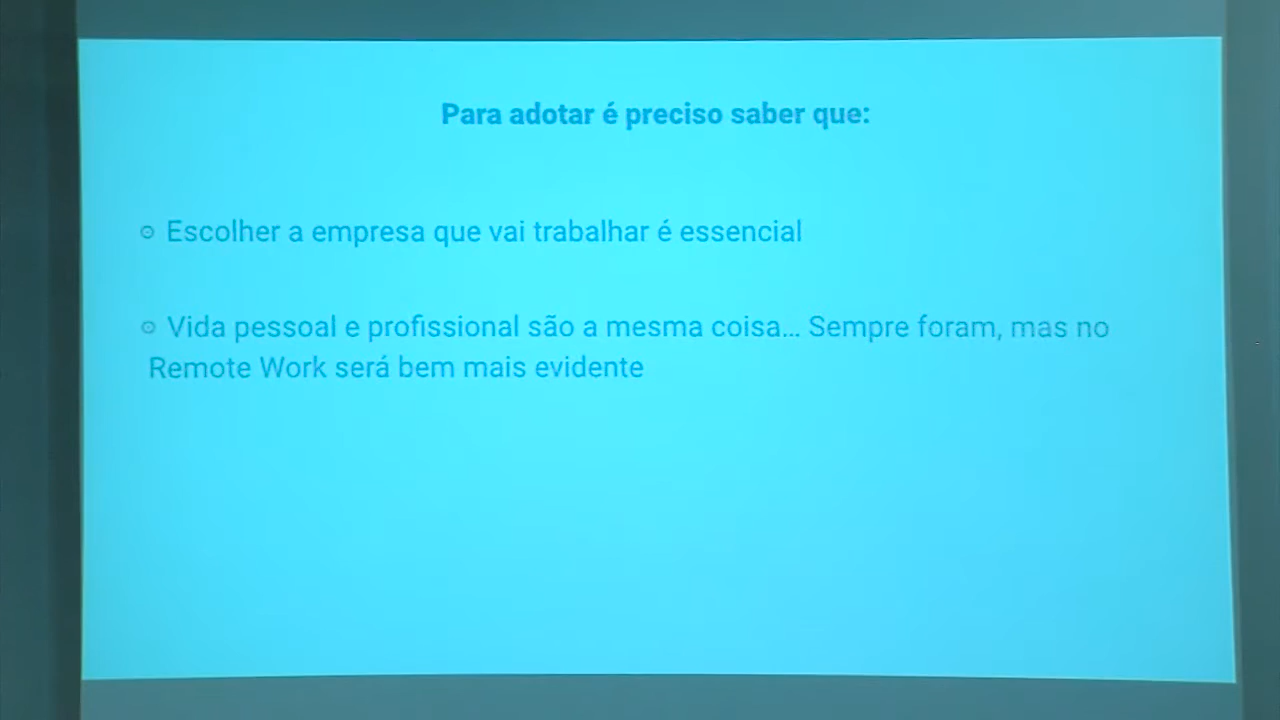 Para adotar é preciso saber que:
Escolher a empresa que vai trabalhar é essencial
Vida pessoal e profissional são a mesma coisa... Sempre foram, mas no
Remote Work será bem mais evidente